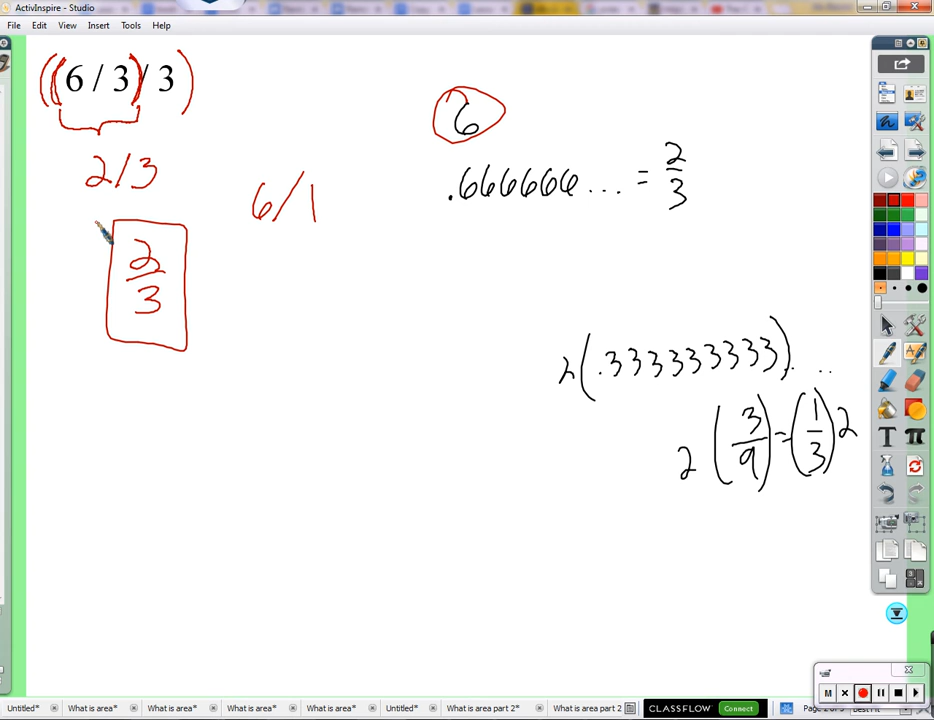 ActivInspire - Studio
File Edit View Insert Tools Help
((6 / 3) / 3)
2/3
6/1
2
3
6
.666666... = 2
3
2(.333333333)...
2 (3/9) = (1/3) 2
T π
M
Untitled* What is area* What is area* What is area* What is area* Untitled* What is area part 2* What is area part 2 CLASSFLOW Connect